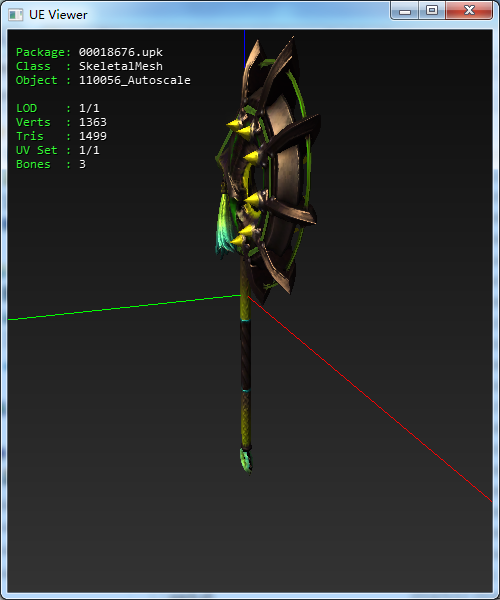 UE Viewer
Package: 00018676.upk
Class : SkeletalMesh
Object : 110056_Autoscale
LOD : 1/1
Verts : 1363
Tris : 1499
UV Set : 1/1
Bones : 3